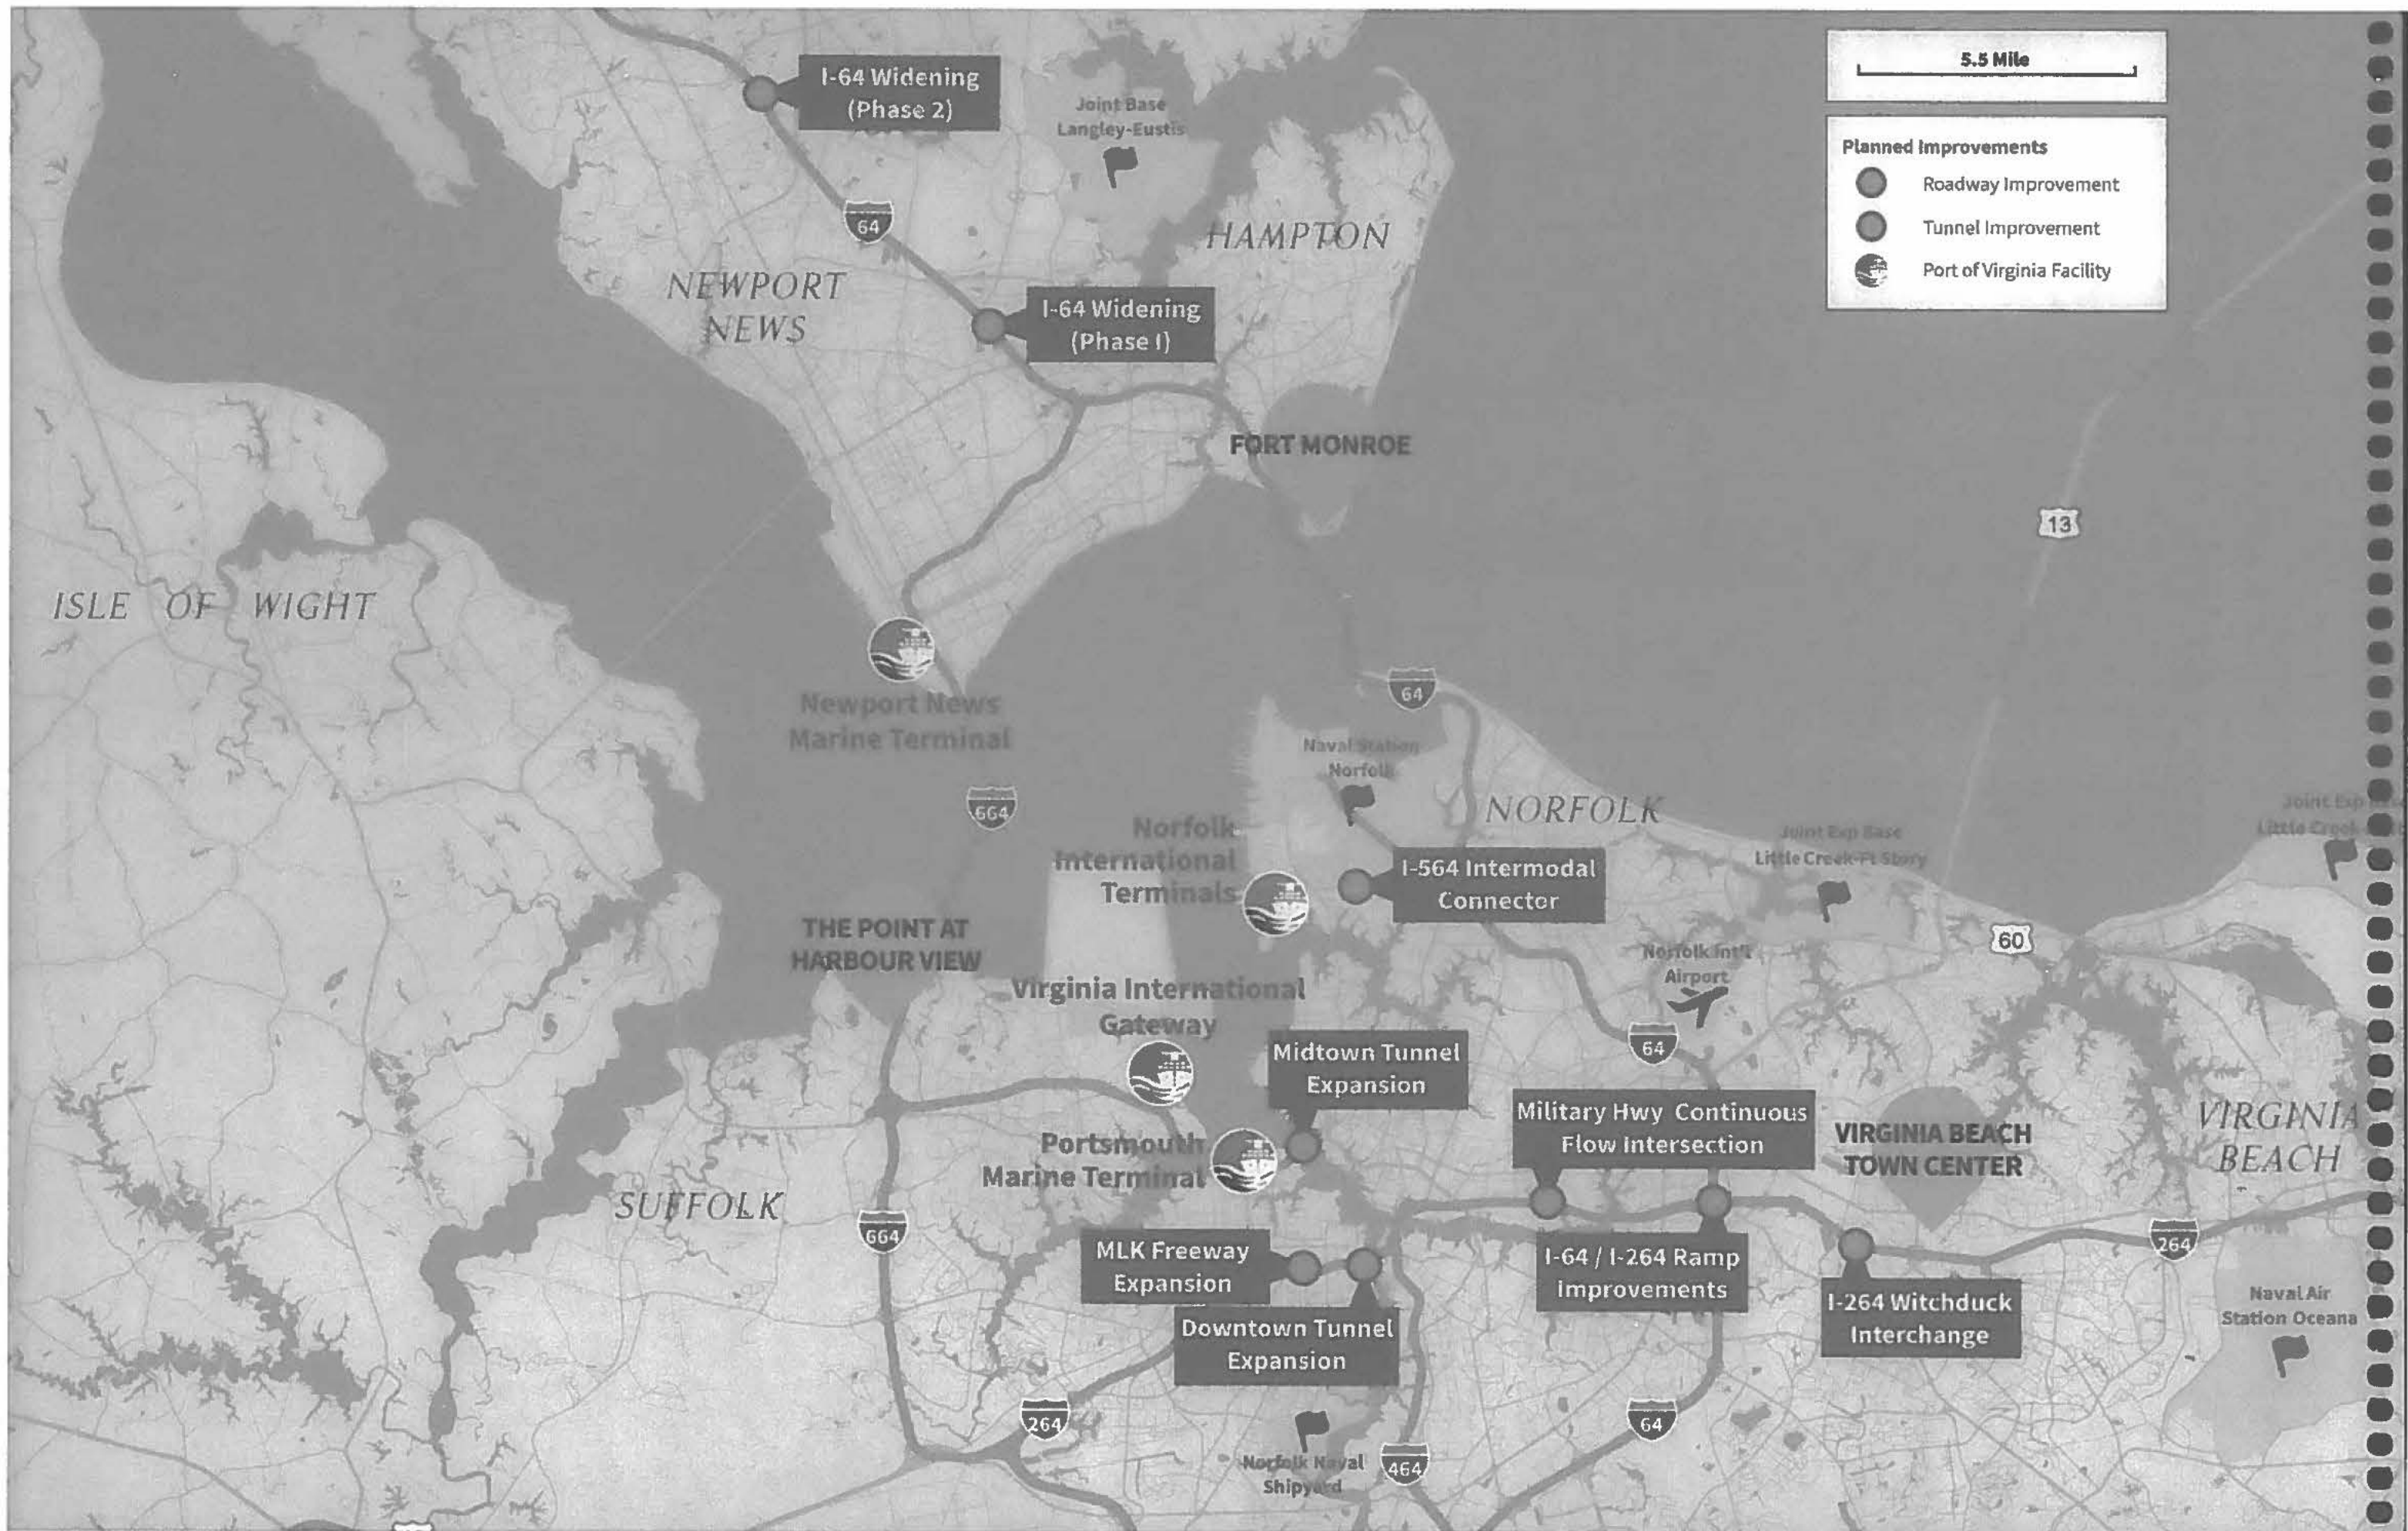 I-64 Widening
(Phase 2)
Joint Base
Langley-Eustis
5.5 Mile
Planned Improvements
Roadway Improvement
Tunnel Improvement
Port of Virginia Facility
64
HAMPTON
NEWPORT
NEWS
I-64 Widening
(Phase I)
FORT MONROE
13
ISLE OF WIGHT
Newport News
Marine Terminal
64
Naval Station
Norfolk
664
NORFOLK
Norfolk
International
Terminals
I-564 Intermodal
Connector
Joint Exp Base
Little Creek-Ft Story
Joint Exp
Little Creek
THE POINT AT
HARBOUR VIEW
60
Norfolk Int'l
Airport
Virginia International
Gateway
64
Midtown Tunnel
Expansion
Military Hwy Continuous
Flow Intersection
VIRGINIA BEACH
TOWN CENTER
VIRGINIA
BEACH
Portsmouth
Marine Terminal
SUFFOLK
664
MLK Freeway
Expansion
I-64 / I-264 Ramp
Improvements
264
Downtown Tunnel
Expansion
I-264 Witchduck
Interchange
Naval Air
Station Oceana
264
64
Norfolk Naval
Shipyard
464